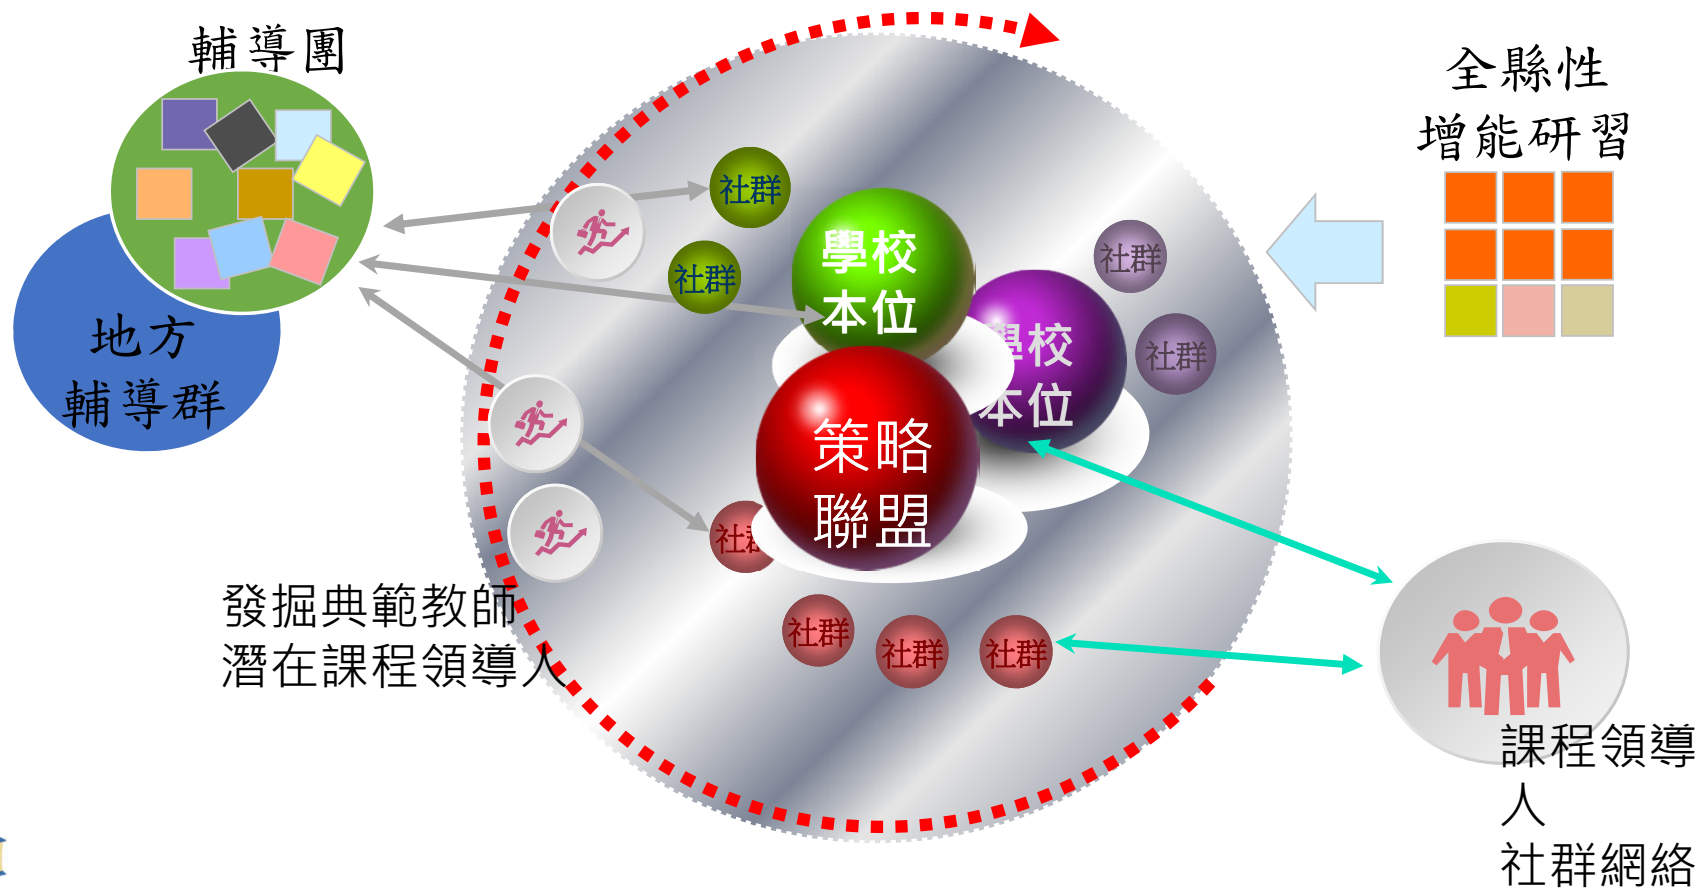 輔導團
地方
輔導群
全縣性
增能研習
社群
社群
學校
本位
社群
社群
學校
本位
策略
聯盟
社群
社群
社群
社群
發掘典範教師
潛在課程領導人
課程領導
人
社群網絡